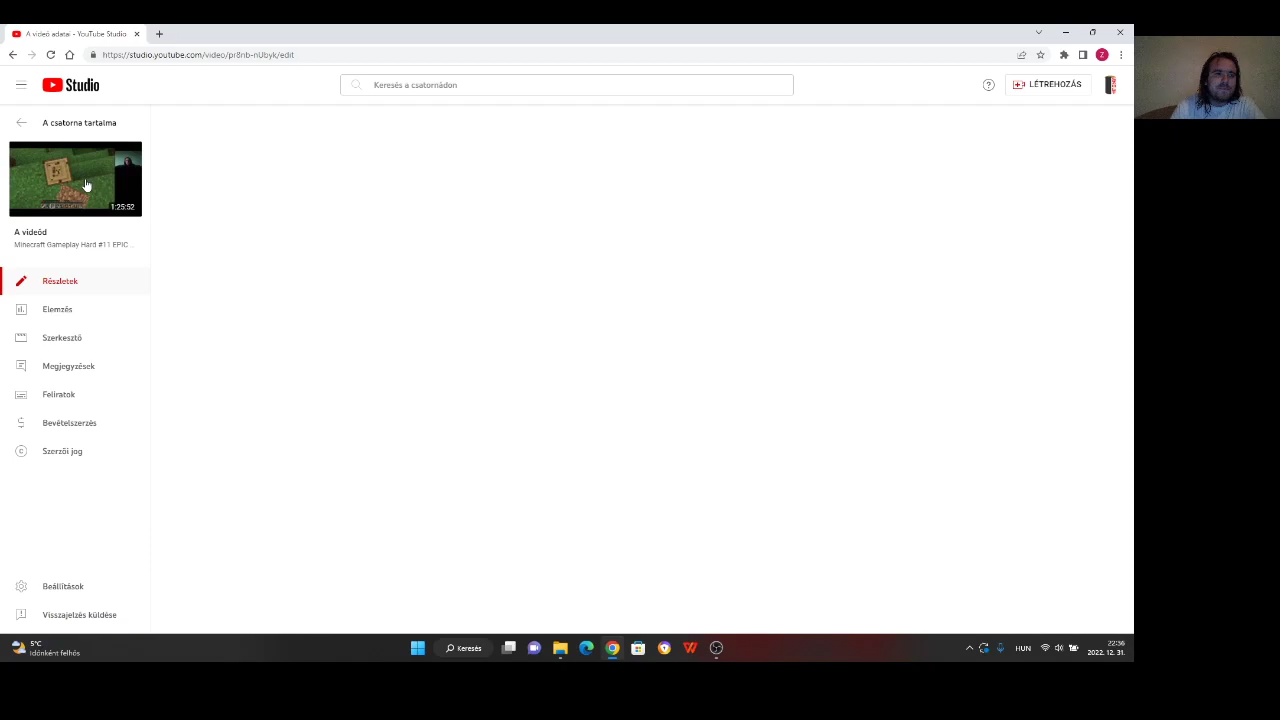 A videó adatai - YouTube Studio
https://studio.youtube.com/video/pr8nb-nUbyk/edit
Studio
Keresés a csatornádon
LÉTREHOZÁS
A csatorna tartalma
1:25:52
A videód
Minecraft Gameplay Hard #11 EPIC ...
Részletek
Elemzés
Szerkesztő
Megjegyzések
Feliratok
Bevételszerzés
Szerzői jog
Beállítások
Visszajelzés küldése
5°C
Időnként felhős
Keresés
HUN
22:36
2022. 12. 31.